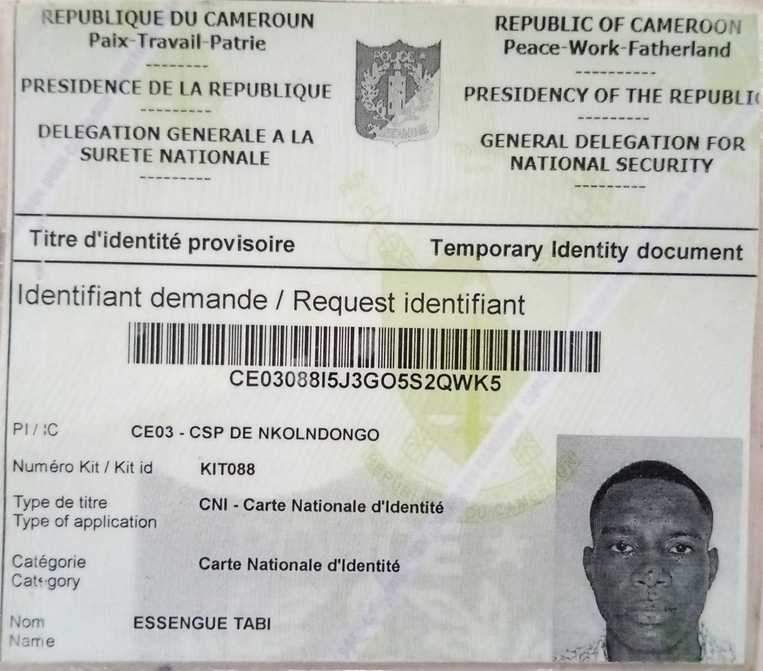 REPUBLIQUE DU CAMEROUN
Paix-Travail-Patrie
--------
PRESIDENCE DE LA REPUBLIQUE
---------
DELEGATION GENERALE A LA
SURETE NATIONALE
---------
POLICE
REPUBLIC OF CAMEROON
Peace-Work-Fatherland
----------
PRESIDENCY OF THE REPUBLIC
---------
GENERAL DELEGATION FOR
NATIONAL SECURITY
---------
Titre d'identité provisoire
Temporary Identity document
Identifiant demande / Request identifiant
CE03088I5J3GO5S2QWK5
PI / IC CE03 - CSP DE NKOLNDONGO
Numéro Kit / Kit id KIT088
Type de titre CNI - Carte Nationale d'Identité
Type of application
Catégorie Carte Nationale d'Identité
Category
Nom ESSENGUE TABI
Name